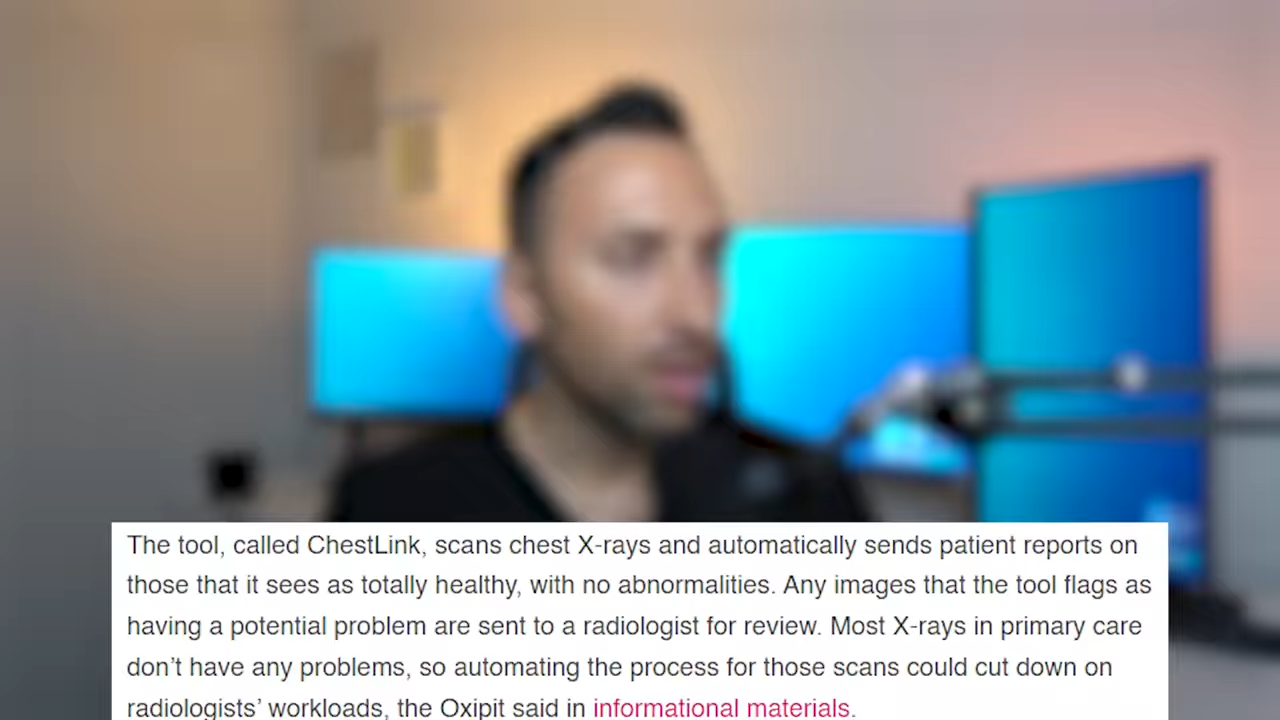 The tool, called ChestLink, scans chest X-rays and automatically sends patient reports on
those that it sees as totally healthy, with no abnormalities. Any images that the tool flags as
having a potential problem are sent to a radiologist for review. Most X-rays in primary care
don’t have any problems, so automating the process for those scans could cut down on
radiologists’ workloads, the Oxipit said in informational materials.